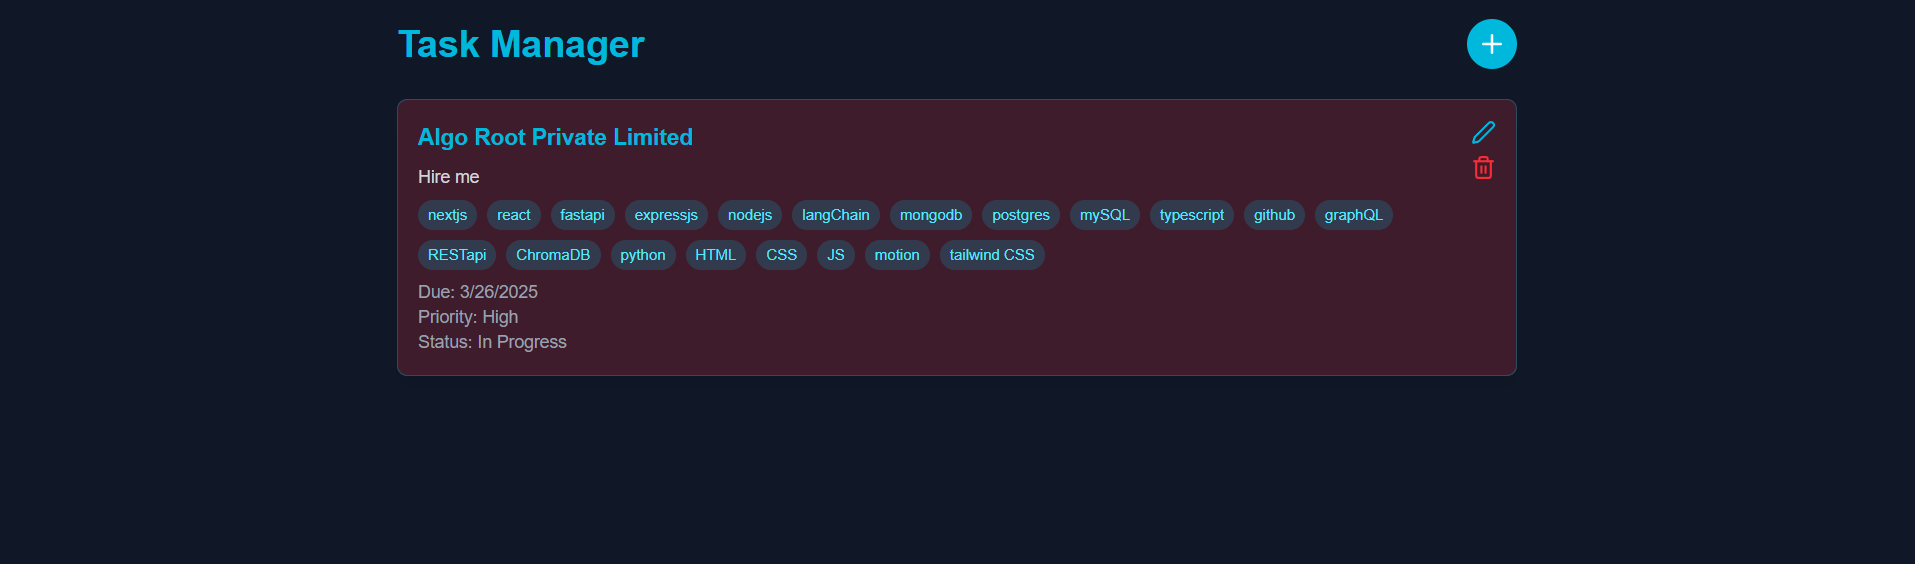 Task Manager
Algo Root Private Limited
Hire me
nextjs react fastapi expressjs nodejs langChain mongodb postgres mySQL typescript github graphQL
RESTapi ChromaDB python HTML CSS JS motion tailwind CSS
Due: 3/26/2025
Priority: High
Status: In Progress